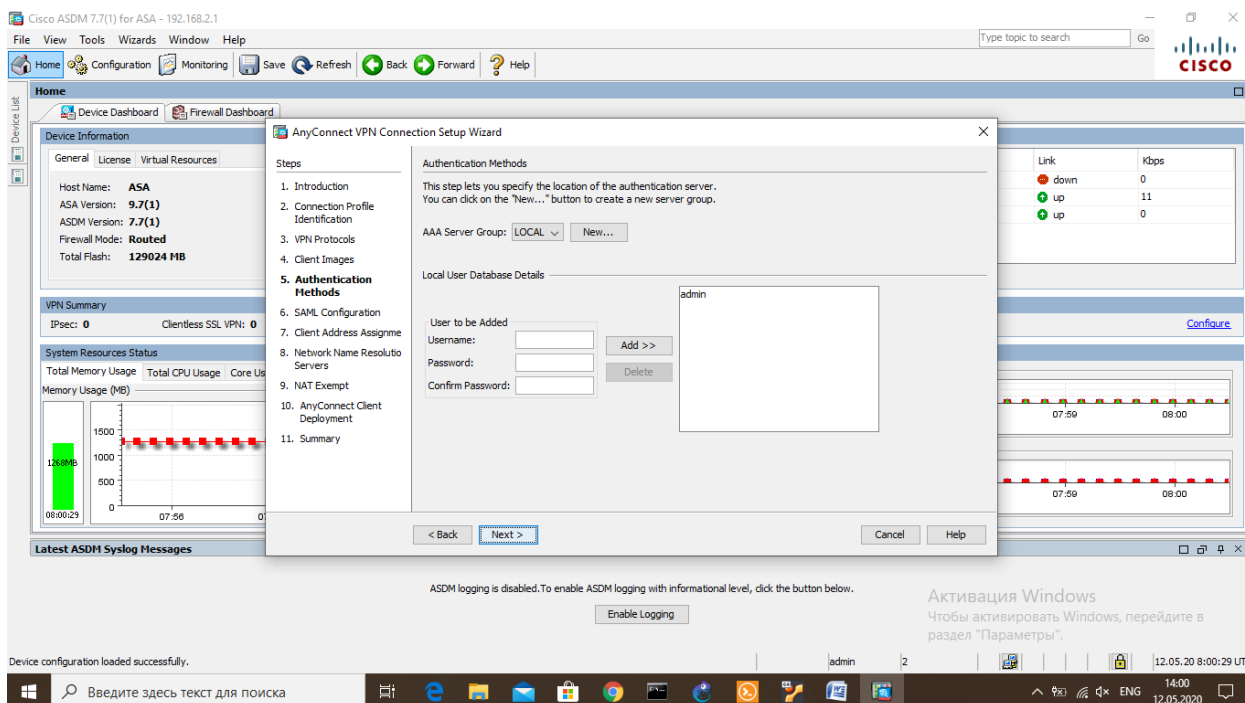 Cisco ASDM 7.7(1) for ASA - 192.168.2.1
File View Tools Wizards Window Help
Type topic to search Go
Home Configuration Monitoring Save Refresh Back Forward Help
CISCO
Device List
Home
Device Dashboard Firewall Dashboard
Device Information
General License Virtual Resources
Host Name: ASA
ASA Version: 9.7(1)
ASDM Version: 7.7(1)
Firewall Mode: Routed
Total Flash: 129024 MB
VPN Summary
IPsec: 0 Clientless SSL VPN: 0
System Resources Status
Total Memory Usage Total CPU Usage Core Us
Memory Usage (MB)
1500
1000
500
0
1268MB
08:00:29
07:56 0
AnyConnect VPN Connection Setup Wizard
Steps
1. Introduction
2. Connection Profile
Identification
3. VPN Protocols
4. Client Images
5. Authentication
Methods
6. SAML Configuration
7. Client Address Assignme
8. Network Name Resolutio
Servers
9. NAT Exempt
10. AnyConnect Client
Deployment
11. Summary
Authentication Methods
This step lets you specify the location of the authentication server.
You can click on the "New..." button to create a new server group.
AAA Server Group: LOCAL New...
Local User Database Details
User to be Added
Username:
Password:
Confirm Password:
Add >>
Delete
admin
< Back Next > Cancel Help
Link Kbps
down 0
up 11
up 0
Configure
07:59 08:00
07:59 08:00
Latest ASDM Syslog Messages
ASDM logging is disabled.To enable ASDM logging with informational level, click the button below.
Enable Logging
Активация Windows
Чтобы активировать Windows, перейдите в
раздел "Параметры".
Device configuration loaded successfully. admin 2 12.05.20 8:00:29 UT
Введите здесь текст для поиска
ENG
14:00
12.05.2020